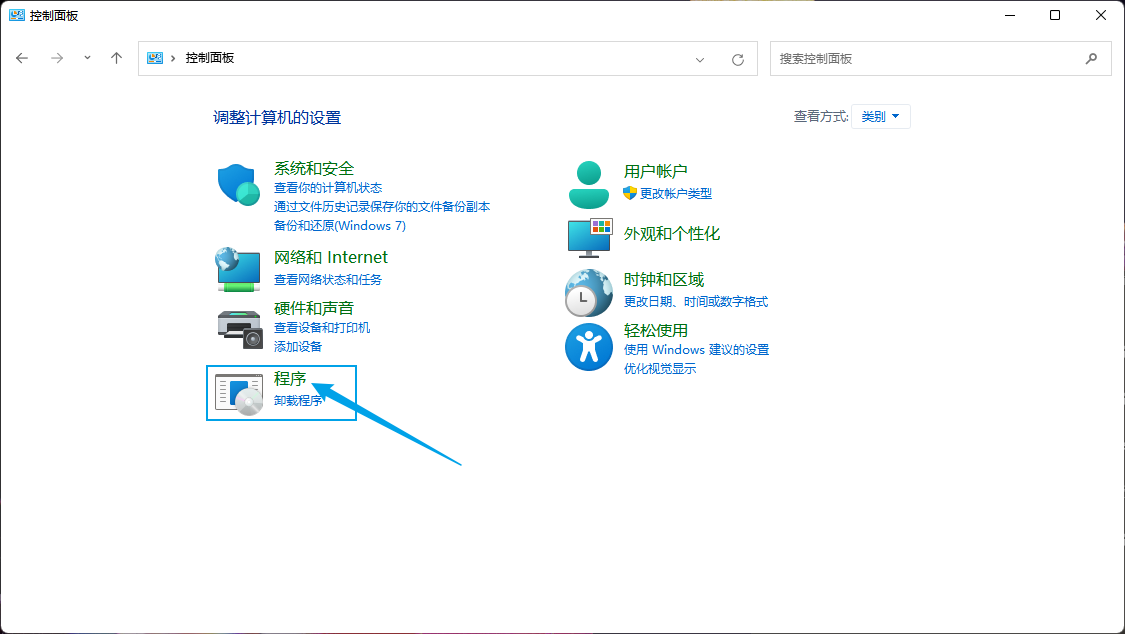 控制面板
控制面板
搜索控制面板
调整计算机的设置
查看方式: 类别
系统和安全
查看你的计算机状态
通过文件历史记录保存你的文件备份副本
备份和还原(Windows 7)
网络和 Internet
查看网络状态和任务
硬件和声音
查看设备和打印机
添加设备
程序
卸载程序
用户帐户
更改帐户类型
外观和个性化
时钟和区域
更改日期、时间或数字格式
轻松使用
使用 Windows 建议的设置
优化视觉显示